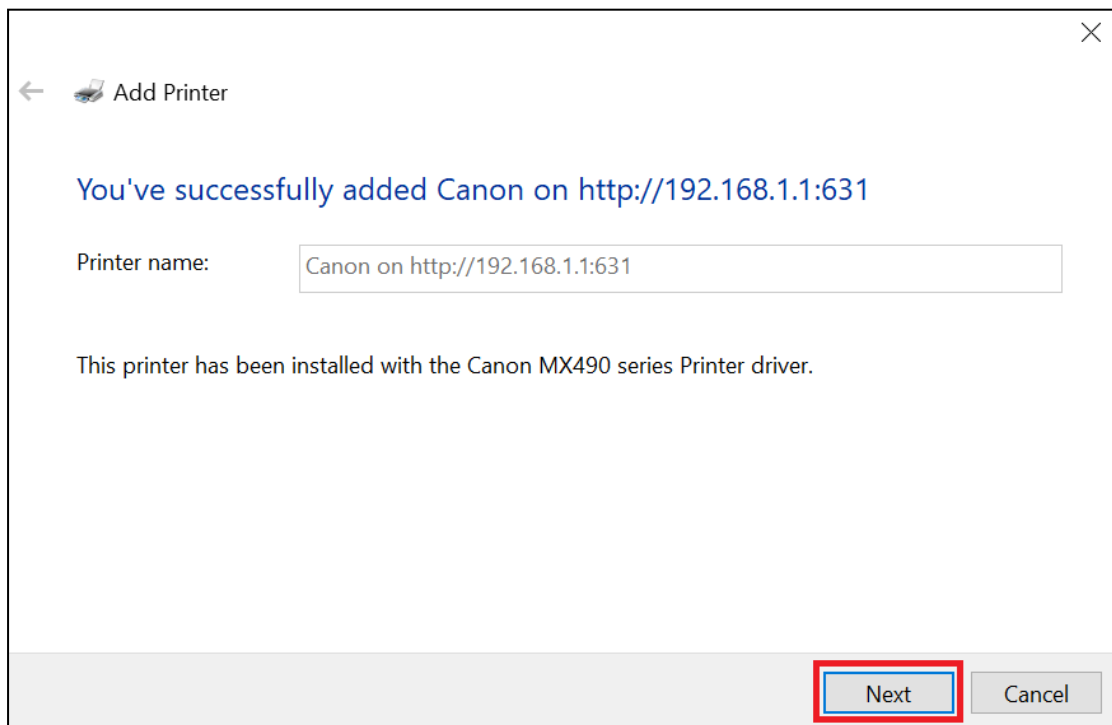 Add Printer
You've successfully added Canon on http://192.168.1.1:631
Printer name:
Canon on http://192.168.1.1:631
This printer has been installed with the Canon MX490 series Printer driver.
Next
Cancel